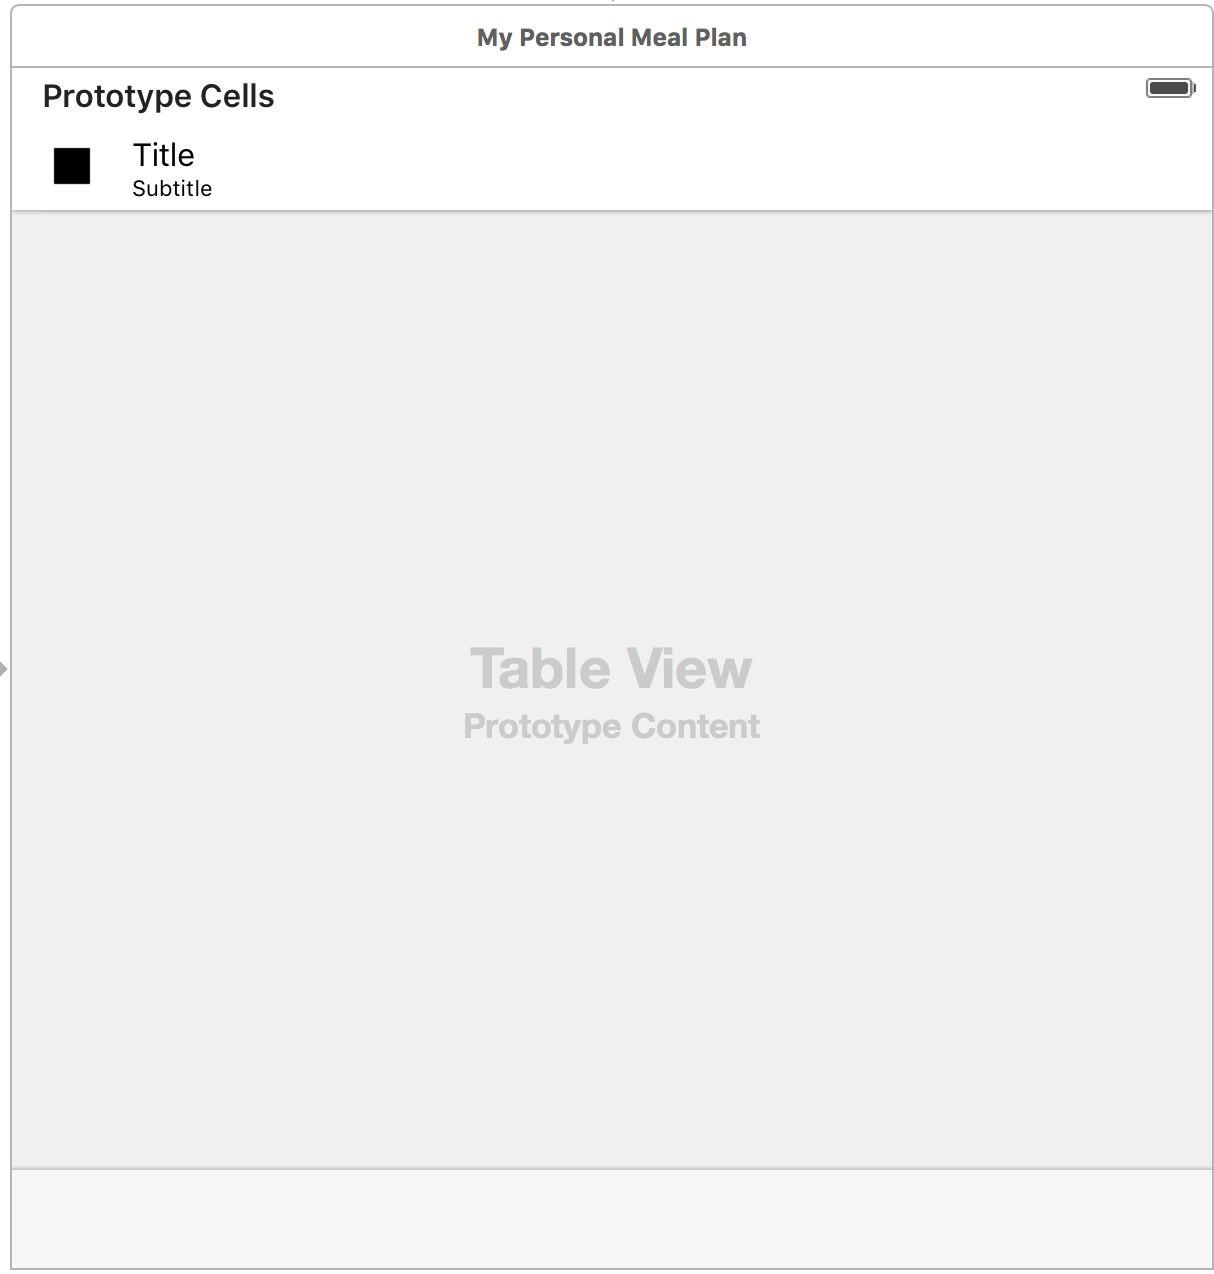 My Personal Meal Plan
Prototype Cells
Title
Subtitle
Table View
Prototype Content